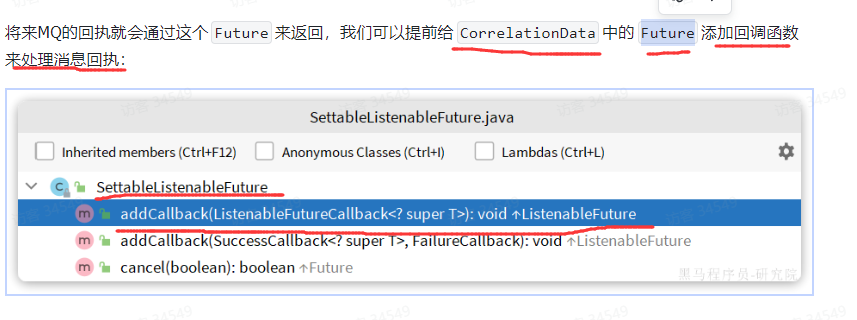 将来MQ的回执就会通过这个 Future 来返回，我们可以提前给 CorrelationData 中的 Future 添加回调函数
来处理消息回执：
SettableListenableFuture.java
Inherited members (Ctrl+F12)  Anonymous Classes (Ctrl+I)  Lambdas (Ctrl+L)
SettableListenableFuture
addCallback(ListenableFutureCallback<? super T>): void ↑ListenableFuture
addCallback(SuccessCallback<? super T>, FailureCallback): void ↑ListenableFuture
cancel(boolean): boolean ↑Future
黑马程序员-研究院